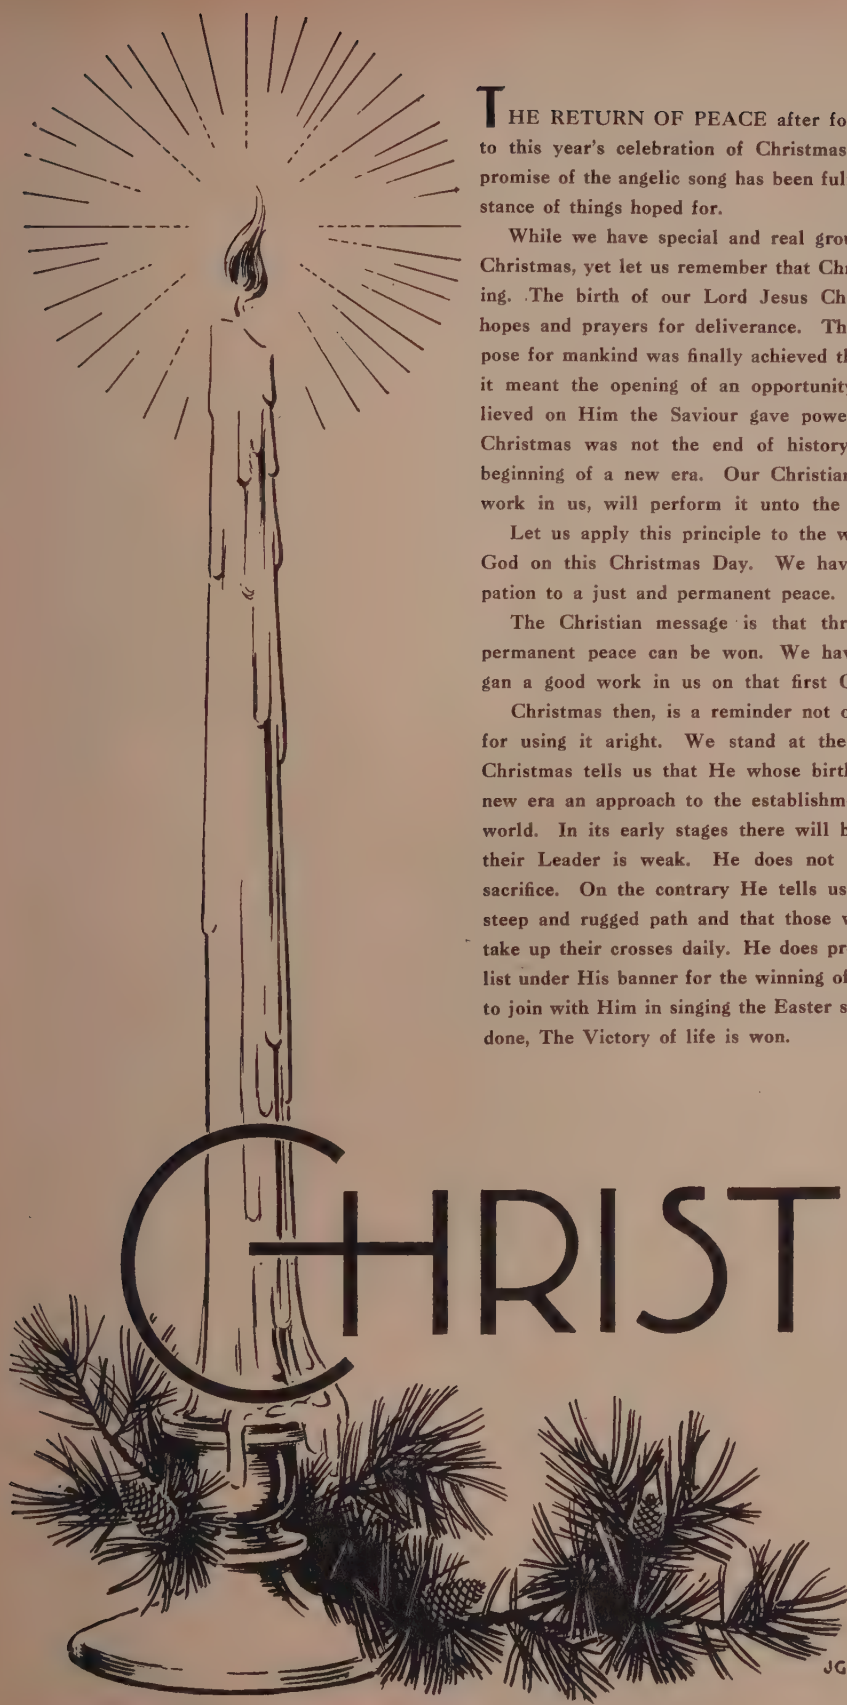 THE RETURN OF PEACE after fo
to this year's celebration of Christmas
promise of the angelic song has been ful
stance of things hoped for.
While we have special and real grou
Christmas, yet let us remember that Chr
ing. The birth of our Lord Jesus Ch
hopes and prayers for deliverance. Th
pose for mankind was finally achieved th
it meant the opening of an opportunity
lieved on Him the Saviour gave powe
Christmas was not the end of history
beginning of a new era. Our Christian
work in us, will perform it unto the
Let us apply this principle to the w
God on this Christmas Day. We hav
pation to a just and permanent peace.
The Christian message is that thr
permanent peace can be won. We hav
gan a good work in us on that first C
Christmas then, is a reminder not o
for using it aright. We stand at the
Christmas tells us that He whose birth
new era an approach to the establishm
world. In its early stages there will b
their Leader is weak. He does not
sacrifice. On the contrary He tells us
steep and rugged path and that those w
take up their crosses daily. He does pr
list under His banner for the winning of
to join with Him in singing the Easter s
done, The Victory of life is won.
CHRIST
JG